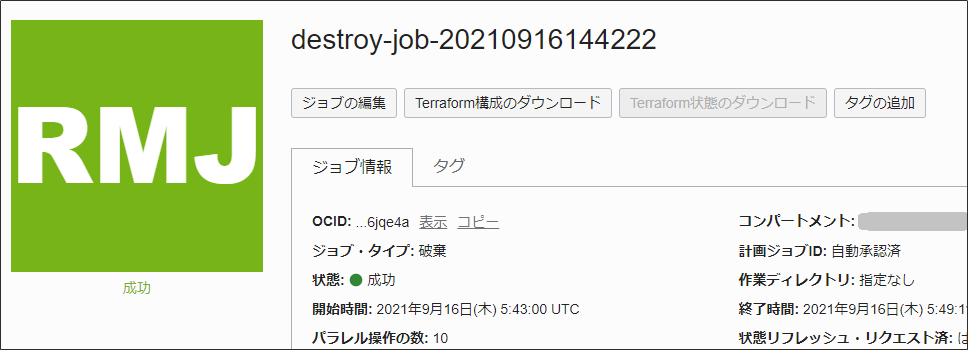 destroy-job-20210916144222
ジョブの編集 Terraform構成のダウンロード Terraform状態のダウンロード タグの追加
RMJ
成功
ジョブ情報 タグ
OCID: ...6jqe4a 表示 コピー
コンパートメント:
ジョブ・タイプ: 破棄
計画ジョブID: 自動承認済
状態: 成功
作業ディレクトリ: 指定なし
開始時間: 2021年9月16日(木) 5:43:00 UTC
終了時間: 2021年9月16日(木) 5:49:1
パラレル操作の数: 10
状態リフレッシュ・リクエスト済: